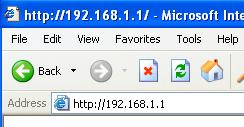 http://192.168.1.1/ - Microsoft Inte
File Edit View Favorites Tools Help
Back
Address http://192.168.1.1